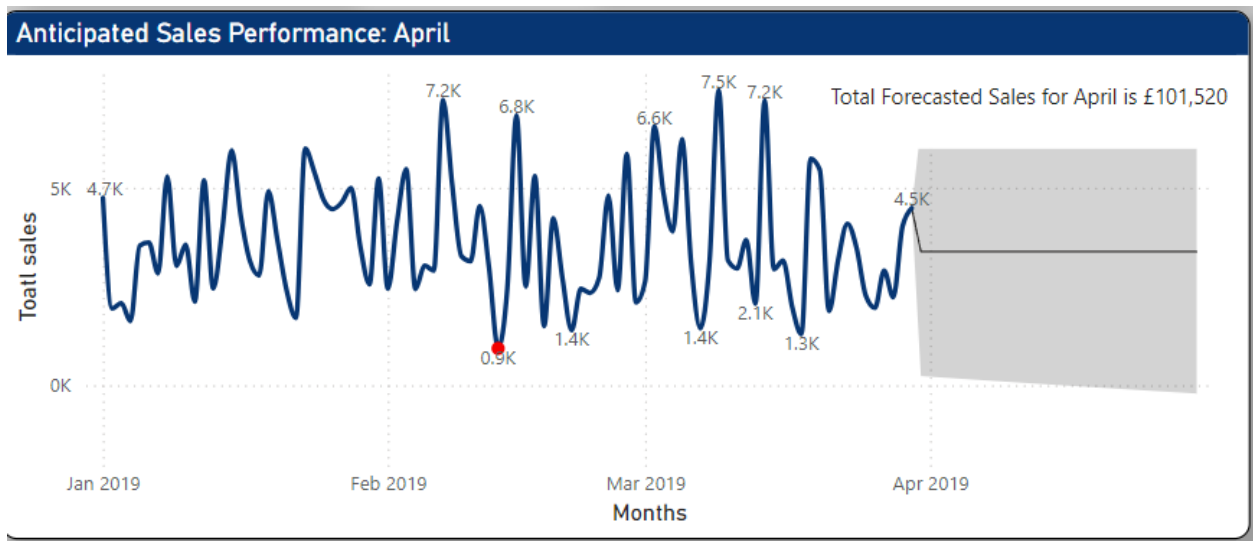 Anticipated Sales Performance: April
Total Forecasted Sales for April is £101,520
Toatl sales
5K
0K
4.7K
7.2K
6.8K
0.9K
1.4K
6.6K
1.4K
7.5K
2.1K
7.2K
1.3K
4.5K
Jan 2019
Feb 2019
Mar 2019
Apr 2019
Months